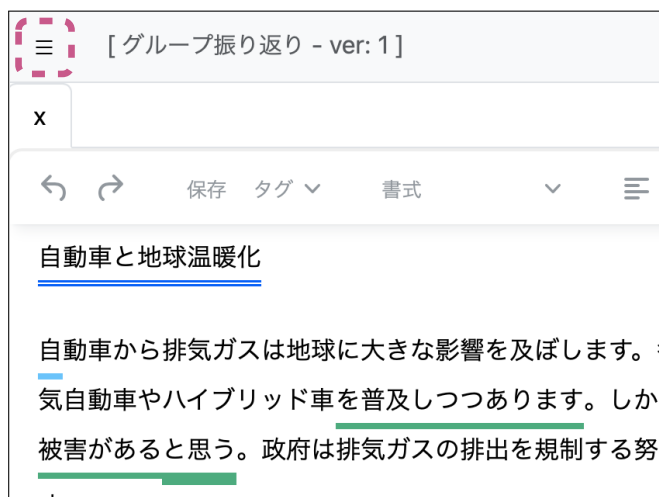 [ グループ振り返り - ver: 1 ]
x
保存 タグ 書式
自動車と地球温暖化
自動車から排気ガスは地球に大きな影響を及ぼします。
気自動車やハイブリッド車を普及しつつあります。しか
被害があると思う。政府は排気ガスの排出を規制する努